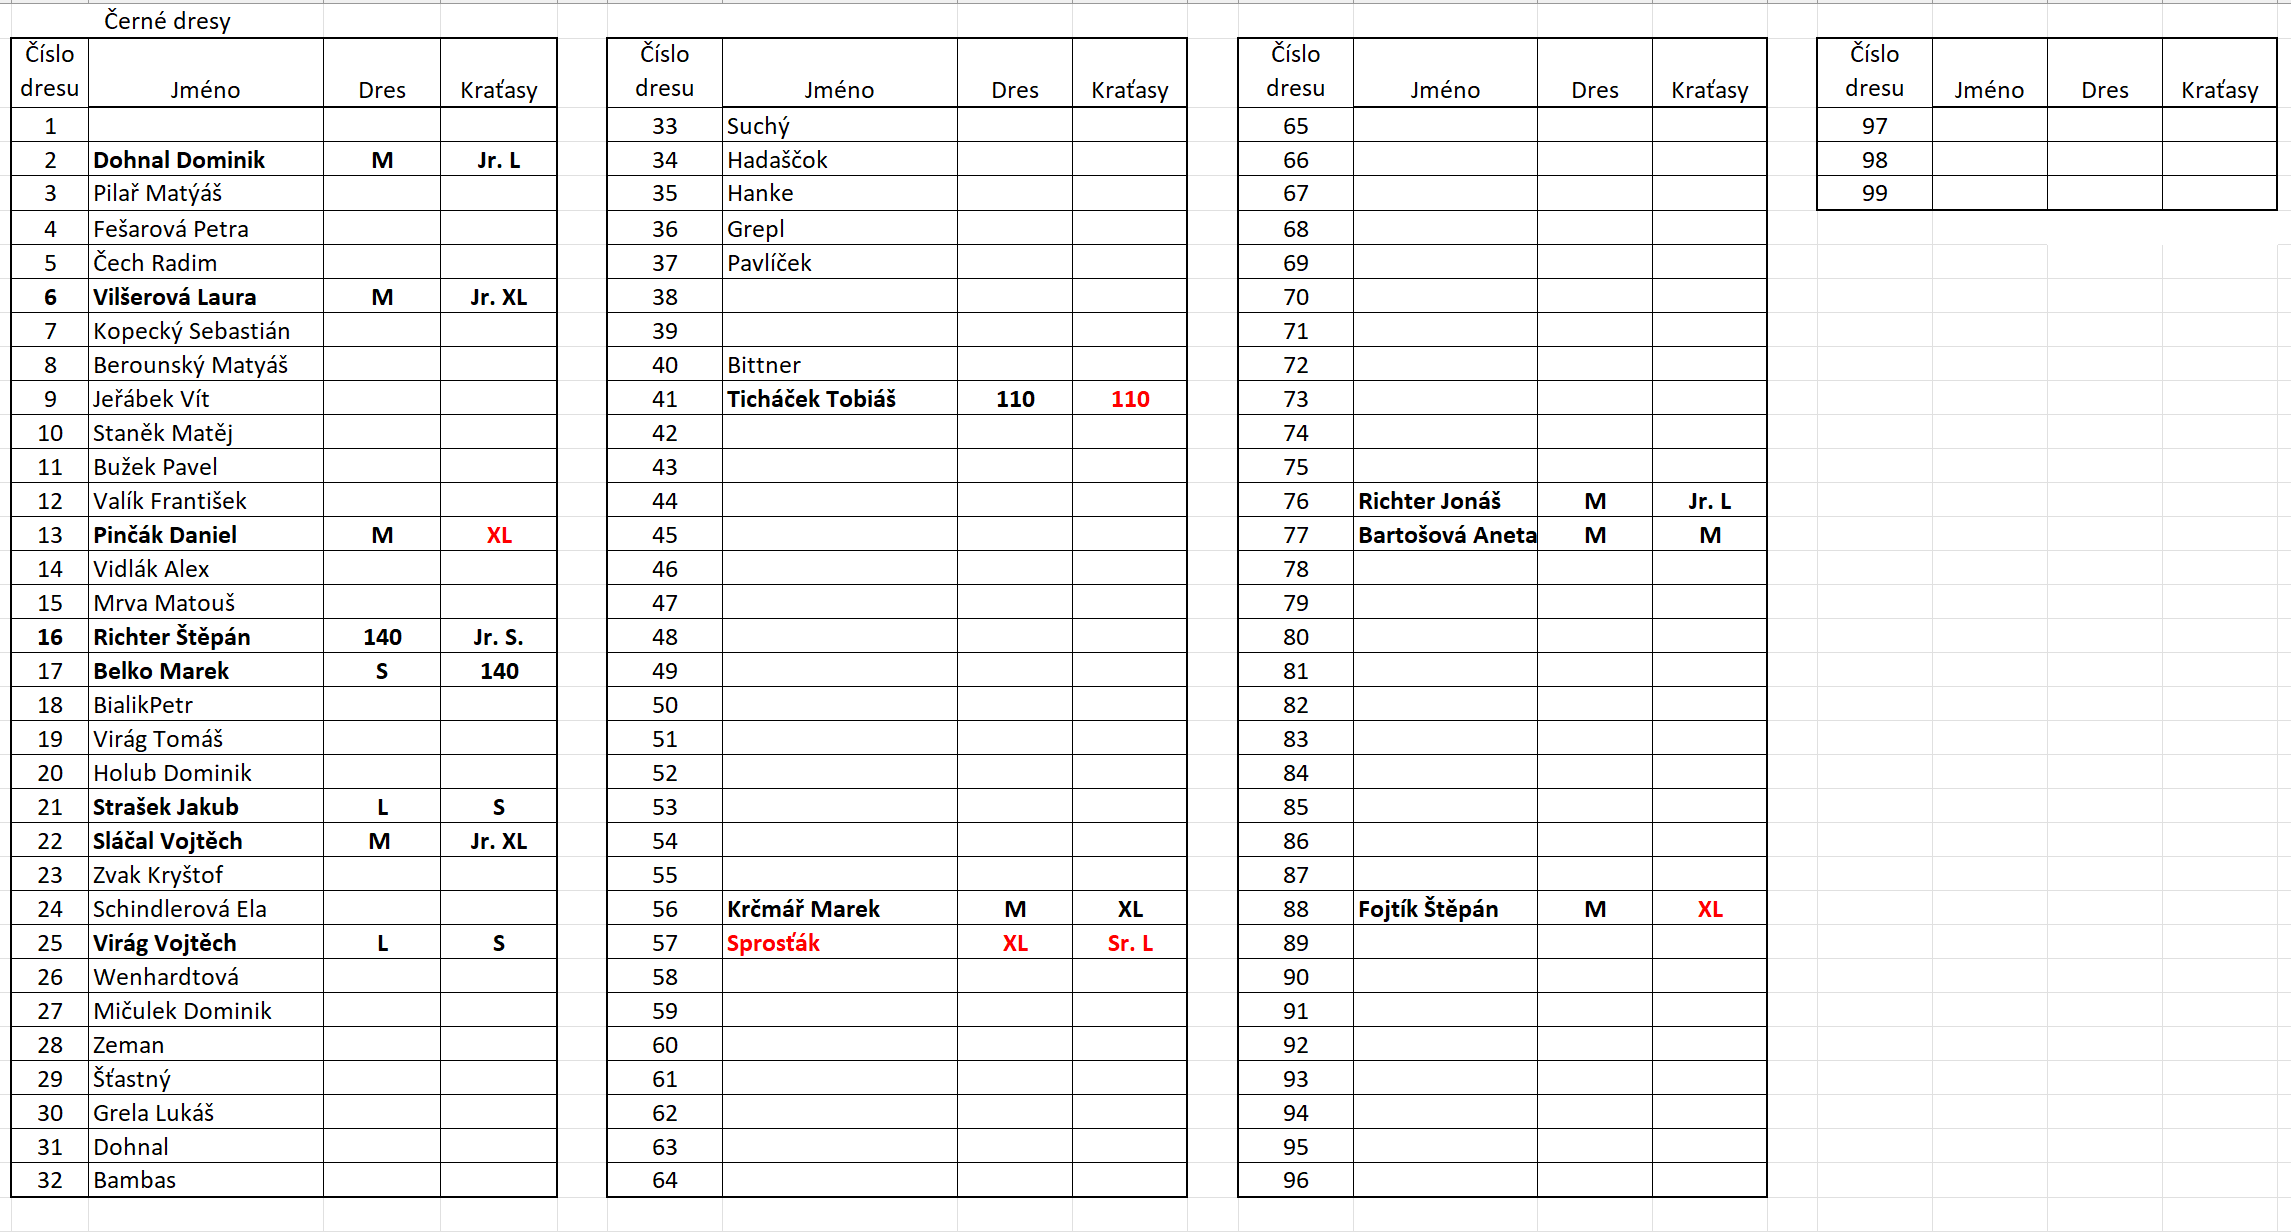 Černé dresy
Číslo dresu Jméno Dres Kraťasy
1
2 Dohnal Dominik M Jr. L
3 Pilař Matýáš
4 Fešarová Petra
5 Čech Radim
6 Vilšerová Laura M Jr. XL
7 Kopecký Sebastián
8 Berounský Matyáš
9 Jeřábek Vít
10 Staněk Matěj
11 Bužek Pavel
12 Valík František
13 Pinčák Daniel M XL
14 Vidlák Alex
15 Mrva Matouš
16 Richter Štěpán 140 Jr. S.
17 Belko Marek S 140
18 BialikPetr
19 Virág Tomáš
20 Holub Dominik
21 Strašek Jakub L S
22 Sláčal Vojtěch M Jr. XL
23 Zvak Kryštof
24 Schindlerová Ela
25 Virág Vojtěch L S
26 Wenhardtová
27 Mičulek Dominik
28 Zeman
29 Šťastný
30 Grela Lukáš
31 Dohnal
32 Bambas
Číslo dresu Jméno Dres Kraťasy
33 Suchý
34 Hadaščok
35 Hanke
36 Grepl
37 Pavlíček
38
39
40 Bittner
41 Ticháček Tobiáš 110 110
42
43
44
45
46
47
48
49
50
51
52
53
54
55
56 Krčmář Marek M XL
57 Sprosťák XL Sr. L
58
59
60
61
62
63
64
Číslo dresu Jméno Dres Kraťasy
65
66
67
68
69
70
71
72
73
74
75
76 Richter Jonáš M Jr. L
77 Bartošová Aneta M M
78
79
80
81
82
83
84
85
86
87
88 Fojtík Štěpán M XL
89
90
91
92
93
94
95
96
Číslo dresu Jméno Dres Kraťasy
97
98
99